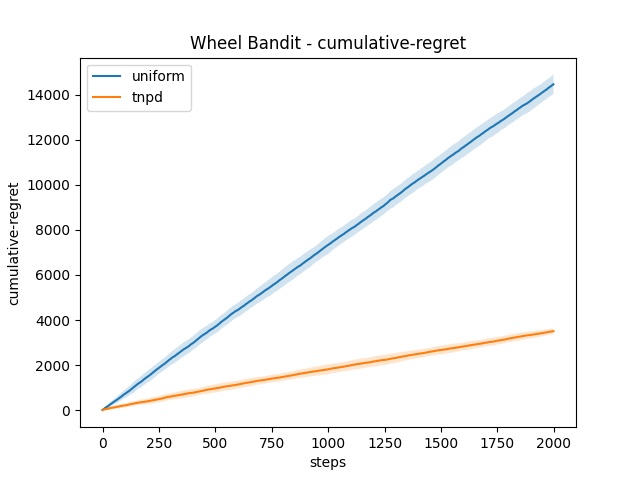 Wheel Bandit - cumulative-regret
uniform
tnpd
cumulative-regret
14000
12000
10000
8000
6000
4000
2000
0
0 250 500 750 1000 1250 1500 1750 2000
steps